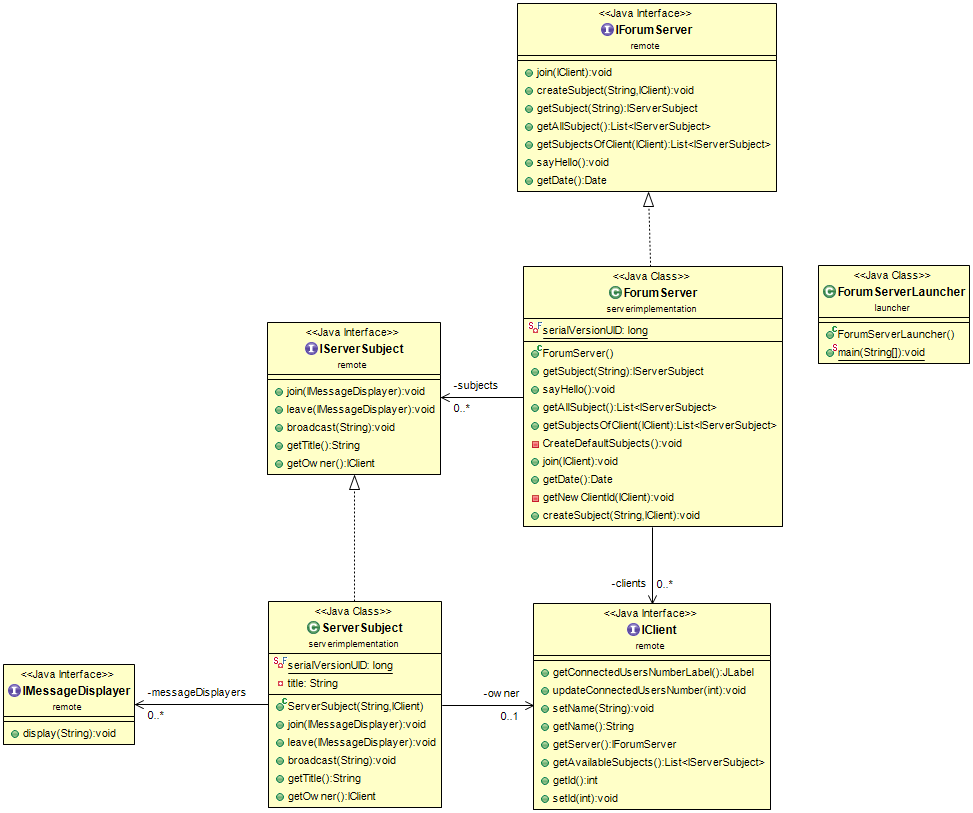 <<Java Interface>>
IForumServer
remote
join(IClient):void
createSubject(String,IClient):void
getSubject(String):IServerSubject
getAllSubject():List<IServerSubject>
getSubjectsOfClient(IClient):List<IServerSubject>
sayHello():void
getDate():Date
<<Java Class>>
ForumServer
serverimplementation
serialVersionUID: long
ForumServer()
getSubject(String):IServerSubject
sayHello():void
getAllSubject():List<IServerSubject>
getSubjectsOfClient(IClient):List<IServerSubject>
CreateDefaultSubjects():void
join(IClient):void
getDate():Date
getNewClientId(IClient):void
createSubject(String,IClient):void
<<Java Class>>
ForumServerLauncher
launcher
ForumServerLauncher()
main(String[]):void
<<Java Interface>>
IServerSubject
remote
join(IMessageDisplayer):void
leave(IMessageDisplayer):void
broadcast(String):void
getTitle():String
getOwner():IClient
-subjects
0..*
-clients
0..*
<<Java Class>>
ServerSubject
serverimplementation
serialVersionUID: long
title: String
ServerSubject(String,IClient)
join(IMessageDisplayer):void
leave(IMessageDisplayer):void
broadcast(String):void
getTitle():String
getOwner():IClient
<<Java Interface>>
IMessageDisplayer
remote
display(String):void
-messageDisplayers
0..*
-owner
0..1
<<Java Interface>>
IClient
remote
getConnectedUsersNumberLabel():JLabel
updateConnectedUsersNumber(int):void
setName(String):void
getName():String
getServer():IForumServer
getAvailableSubjects():List<IServerSubject>
getId():int
setId(int):void